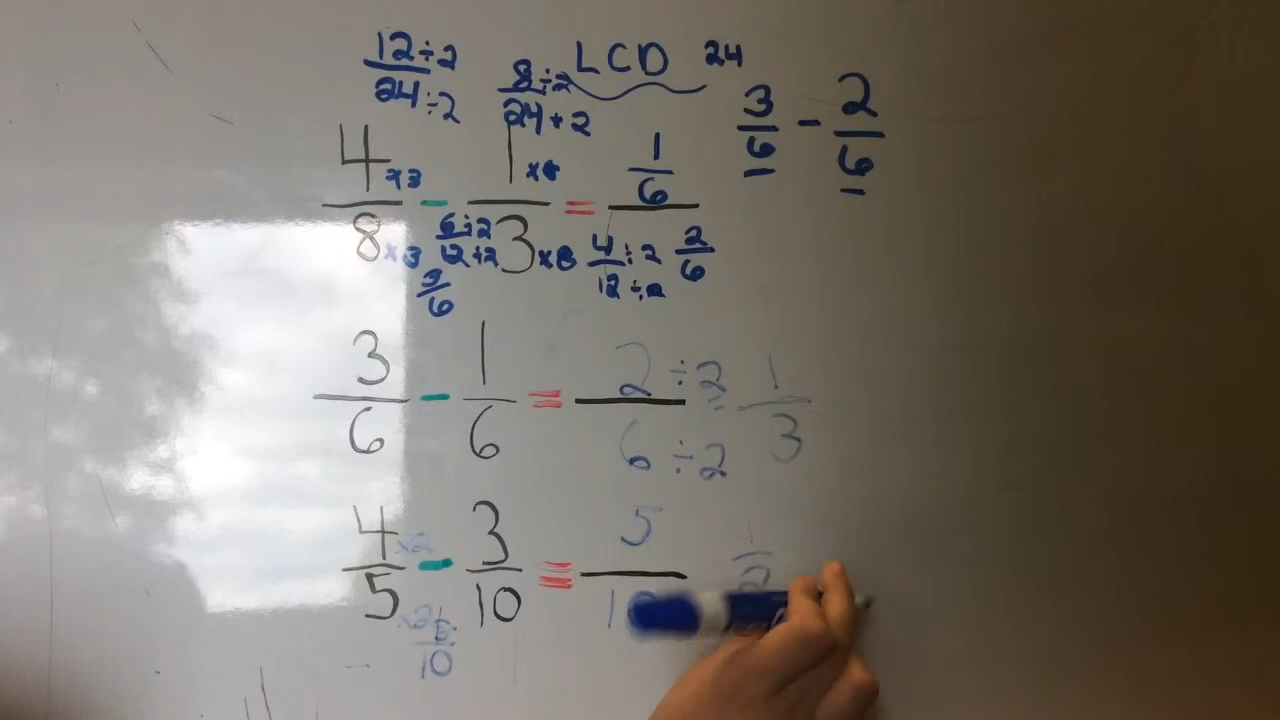 12 ÷2 / 24 ÷2
8 ÷2 / 24 ÷2
LCD 24
3/6 - 2/6
4 ×3 / 8 ×3 - 1 ×8 / 3 ×8 = 1/6
6 ÷2 / 12 ÷2
3/6
4 ÷2 / 12 ÷2
2/6
3/6 - 1/6 = 2 ÷2 / 6 ÷2 = 1/3
4 ×2 / 5 ×2 - 3/10 = 5/10
1/2